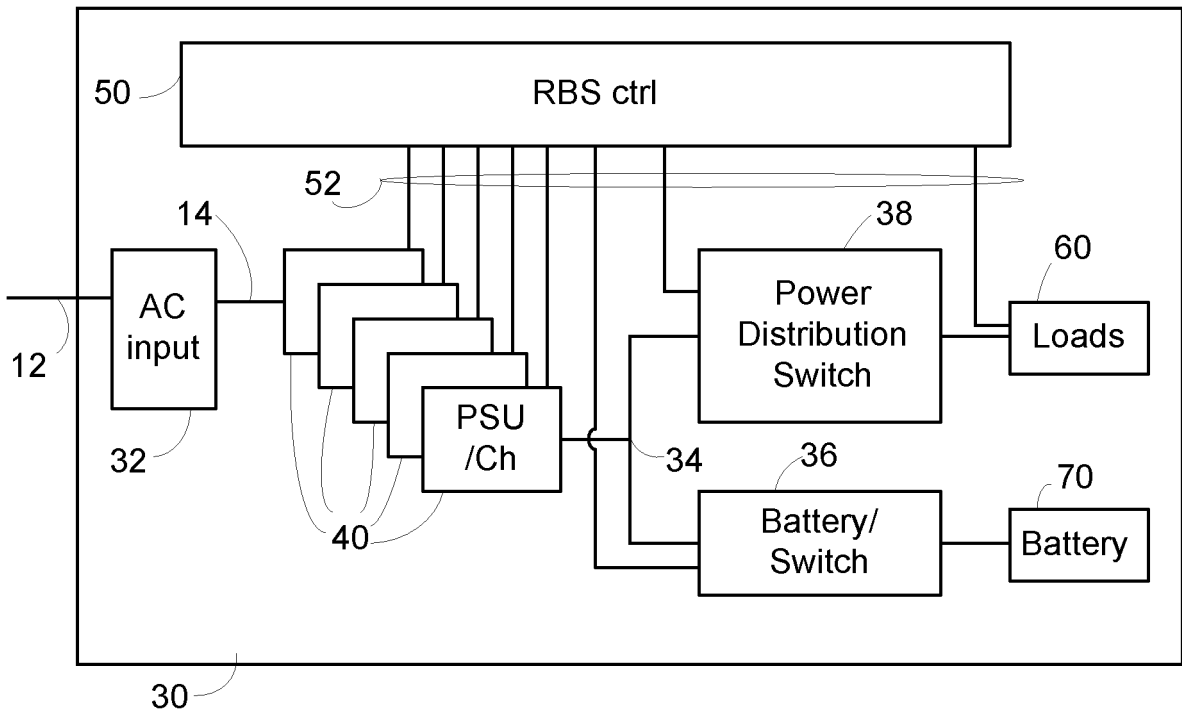 50
RBS ctrl
52
14
38
60
12
AC
input
32
Power
Distribution
Switch
Loads
PSU
/Ch
34
36
70
40
Battery/
Switch
Battery
30